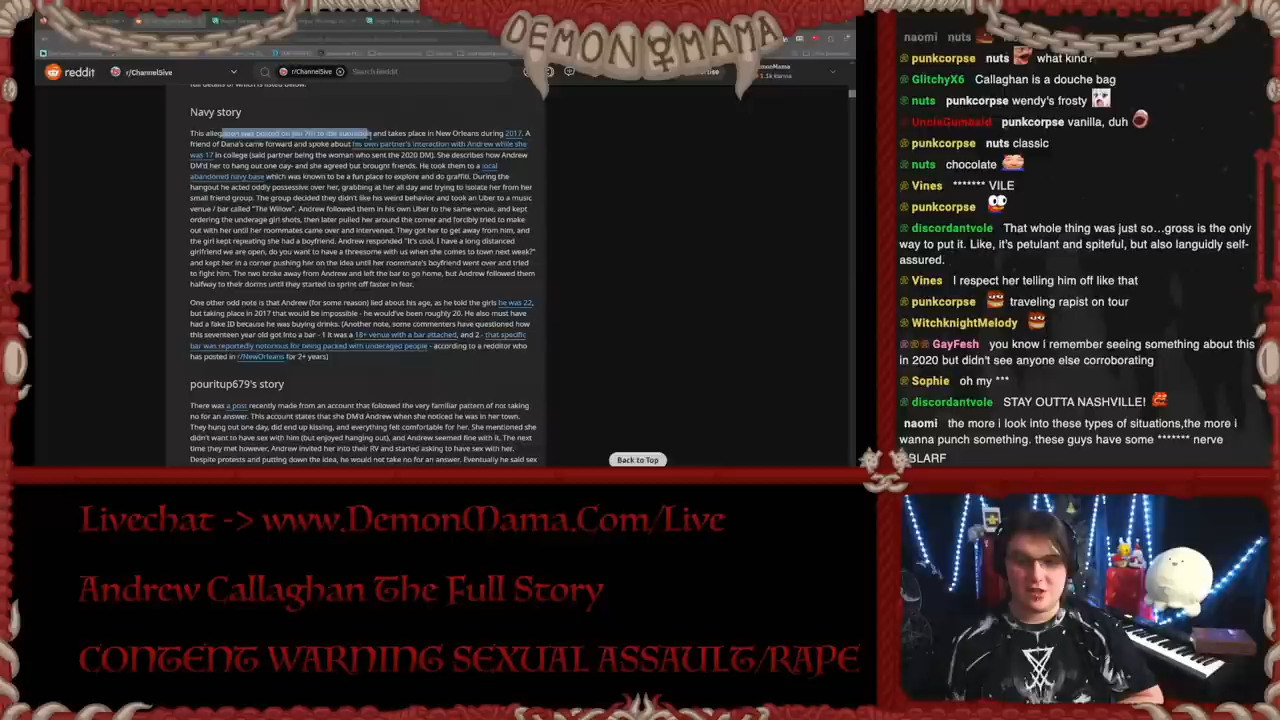 DEMON MAMA
reddit
r/Channel5ive
r/Channel5ive
Search Reddit
1.1k karma
Navy story
and takes place in New Orleans during 2017. A
friend of Dana's came forward and spoke about his own partner's interaction with Andrew while she
was 17 in college (said partner being the woman who sent the 2020 DM). She describes how Andrew
DM'd her to hang out one day- and she agreed but brought friends. He took them to a local
abandoned navy base which was known to be a fun place to explore and do graffiti. During the
hangout he acted oddly possessive over her, grabbing at her all day and trying to isolate her from her
small friend group. The group decided they didn't like his weird behavior and took an Uber to a music
venue / bar called "The Willow". Andrew followed them in his own Uber to the same venue, and kept
ordering the underage girl shots, then later pulled her around the corner and forcibly tried to make
out with her until her roommates came over and intervened. They got her to get away from him, and
the girl kept repeating she had a boyfriend. Andrew responded "It's cool. I have a long distanced
girlfriend we are open, do you want to have a threesome with us when she comes to town next week?"
and kept her in a corner pushing her on the idea until her roommate's boyfriend went over and tried
to fight him. The two broke away from Andrew and left the bar to go home, but Andrew followed them
halfway to their dorms until they started to sprint off faster in fear.
One other odd note is that Andrew (for some reason) lied about his age, as he told the girls he was 22,
but taking place in 2017 that would be impossible - he would've been roughly 20. He also must have
had a fake ID because he was buying drinks. (Another note, some commenters have questioned how
this seventeen year old got into a bar - 1 it was a 18+ venue with a bar attached, and 2 - that specific
bar was reportedly notorious for being packed with underaged people - according to a redditor who
has posted in r/NewOrleans for 2+ years)
pouritup679's story
There was a post recently made from an account that followed the very familiar pattern of not taking
no for an answer. This account states that she DM'd Andrew when she noticed he was in her town.
They hung out one day, did end up kissing, and everything felt comfortable for her. She mentioned she
didn't want to have sex with him (but enjoyed hanging out), and Andrew seemed fine with it. The next
time they met however, Andrew invited her into their RV and started asking to have sex with her.
Despite protests and putting down the idea, he would not take no for an answer. Eventually he said sex
Back to Top
naomi nuts
punkcorpse nuts what kind?
GlitchyX6 Callaghan is a douche bag
nuts punkcorpse wendy's frosty
UncleGumbald punkcorpse vanilla, duh
punkcorpse nuts classic
nuts chocolate
Vines ******* VILE
punkcorpse
discordantvole That whole thing was just so...gross is the only
way to put it. Like, it's petulant and spiteful, but also languidly self-
assured.
Vines I respect her telling him off like that
punkcorpse traveling rapist on tour
WitchknightMelody
GayFesh you know i remember seeing something about this
in 2020 but didn't see anyone else corroborating
Sophie oh my ***
discordantvole STAY OUTTA NASHVILLE!
naomi the more i look into these types of situations,the more i
wanna punch something. these guys have some ******* nerve
BLARF
Livechat -> www.DemonMama.Com/Live
Andrew Callaghan The Full Story
CONTENT WARNING SEXUAL ASSAULT/RAPE